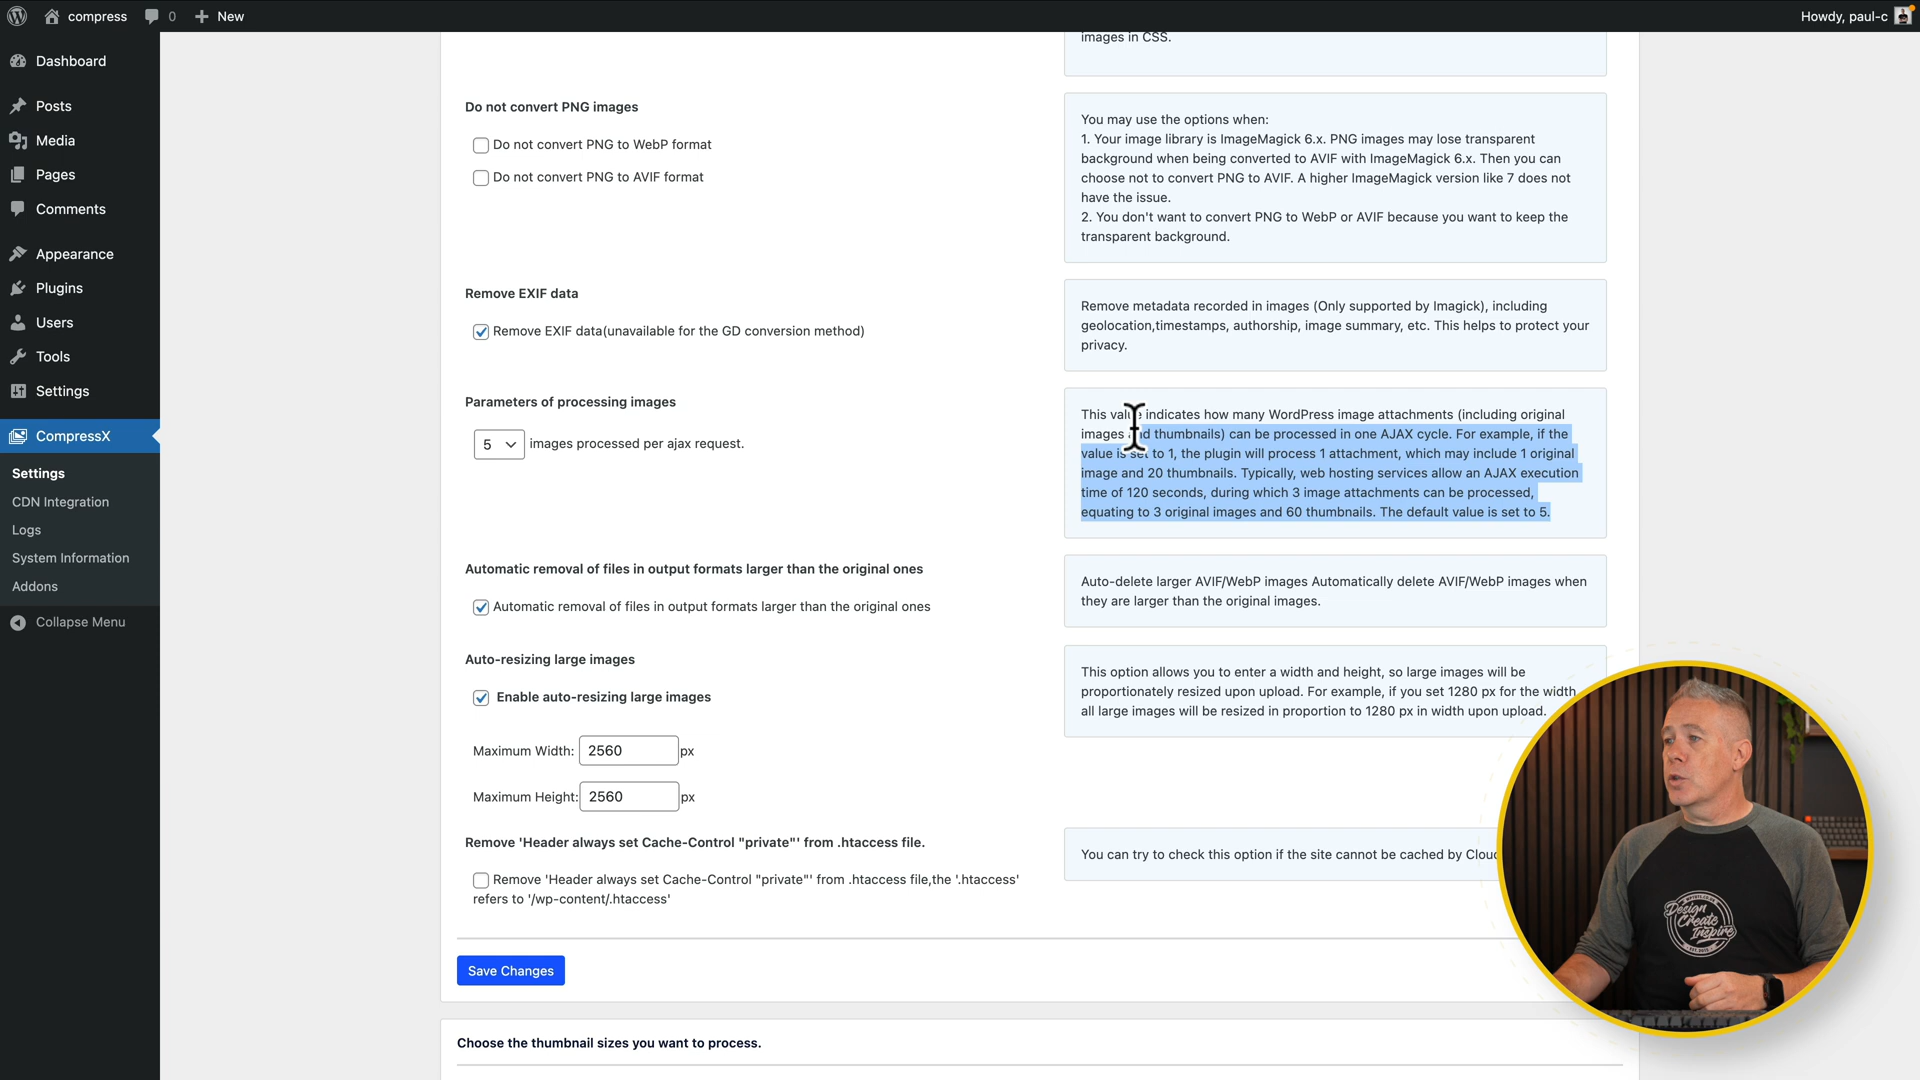 compress
0
New
Howdy, paul-c
Dashboard
Posts
Media
Pages
Comments
Appearance
Plugins
Users
Tools
Settings
CompressX
Settings
CDN Integration
Logs
System Information
Addons
Collapse Menu
images in CSS.
Do not convert PNG images
Do not convert PNG to WebP format
Do not convert PNG to AVIF format
You may use the options when:
1. Your image library is ImageMagick 6.x. PNG images may lose transparent
background when being converted to AVIF with ImageMagick 6.x. Then you can
choose not to convert PNG to AVIF. A higher ImageMagick version like 7 does not
have the issue.
2. You don't want to convert PNG to WebP or AVIF because you want to keep the
transparent background.
Remove EXIF data
Remove EXIF data(unavailable for the GD conversion method)
Remove metadata recorded in images (Only supported by Imagick), including
geolocation,timestamps, authorship, image summary, etc. This helps to protect your
privacy.
Parameters of processing images
5
images processed per ajax request.
This value indicates how many WordPress image attachments (including original
images and thumbnails) can be processed in one AJAX cycle. For example, if the
value is set to 1, the plugin will process 1 attachment, which may include 1 original
image and 20 thumbnails. Typically, web hosting services allow an AJAX execution
time of 120 seconds, during which 3 image attachments can be processed,
equating to 3 original images and 60 thumbnails. The default value is set to 5.
Automatic removal of files in output formats larger than the original ones
Automatic removal of files in output formats larger than the original ones
Auto-delete larger AVIF/WebP images Automatically delete AVIF/WebP images when
they are larger than the original images.
Auto-resizing large images
Enable auto-resizing large images
This option allows you to enter a width and height, so large images will be
proportionately resized upon upload. For example, if you set 1280 px for the width,
all large images will be resized in proportion to 1280 px in width upon upload.
Maximum Width: 2560 px
Maximum Height: 2560 px
Remove 'Header always set Cache-Control "private"' from .htaccess file.
Remove 'Header always set Cache-Control "private"' from .htaccess file,the '.htaccess'
refers to '/wp-content/.htaccess'
You can try to check this option if the site cannot be cached by Clou
Save Changes
Choose the thumbnail sizes you want to process.
Design
Create
Inspire